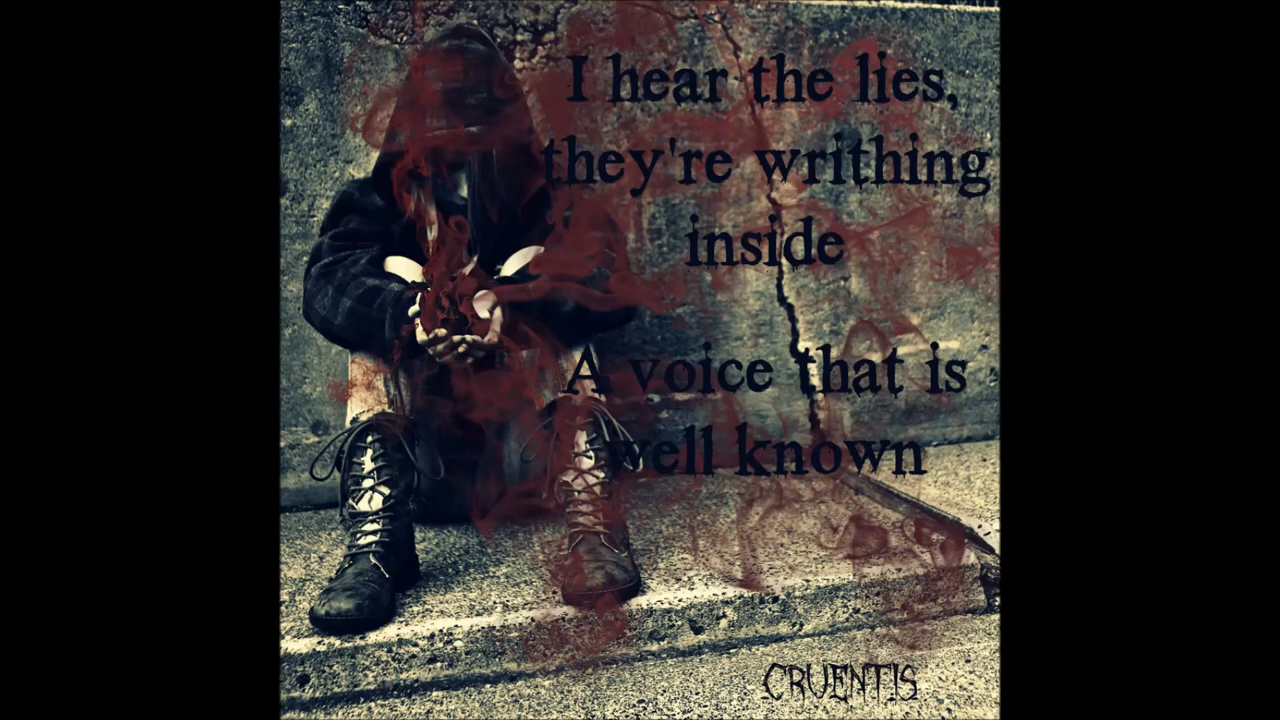 I hear the lies,
they're writhing
inside
A voice that is
well known
CRUENTIS